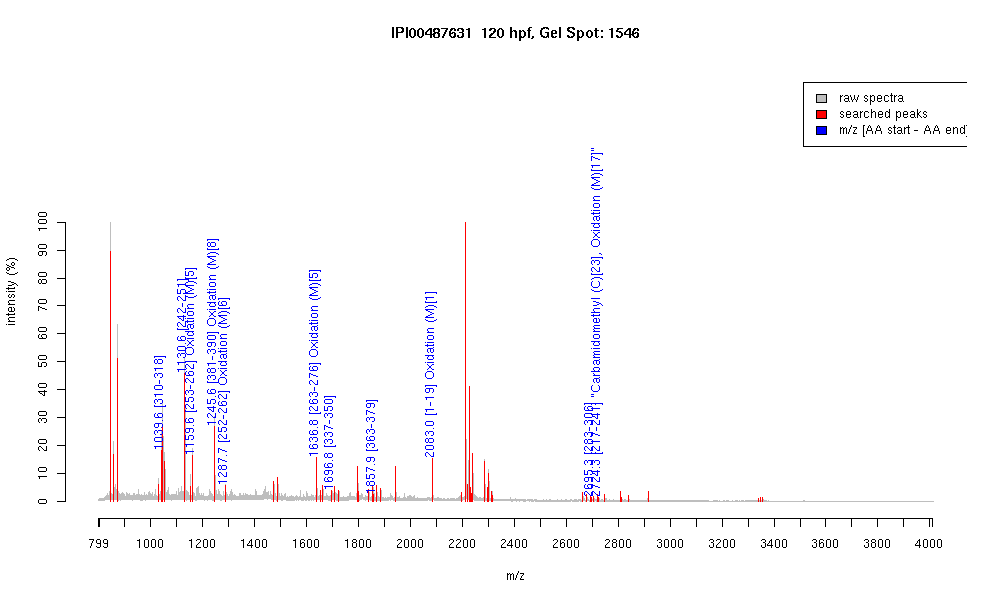 IPI00487631 120 hpf, Gel Spot: 1546
raw spectra
searched peaks
m/z [AA start - AA end]
intensity (%)
100
90
80
70
60
50
40
30
20
10
0
1039.6 [310-318]
1130.6 [242-251]
1159.6 [253-262] Oxidation (M)[5]
1245.6 [381-390] Oxidation (M)[8]
1287.7 [252-262] Oxidation (M)[6]
1636.8 [263-276] Oxidation (M)[5]
1696.8 [337-350]
1857.9 [363-379]
2083.0 [1-19] Oxidation (M)[1]
2695.3 [283-306]
2724.3 [217-241] "Carbamidomethyl (C)[23], Oxidation (M)[17]"
799 1000 1200 1400 1600 1800 2000 2200 2400 2600 2800 3000 3200 3400 3600 3800 4000
m/z